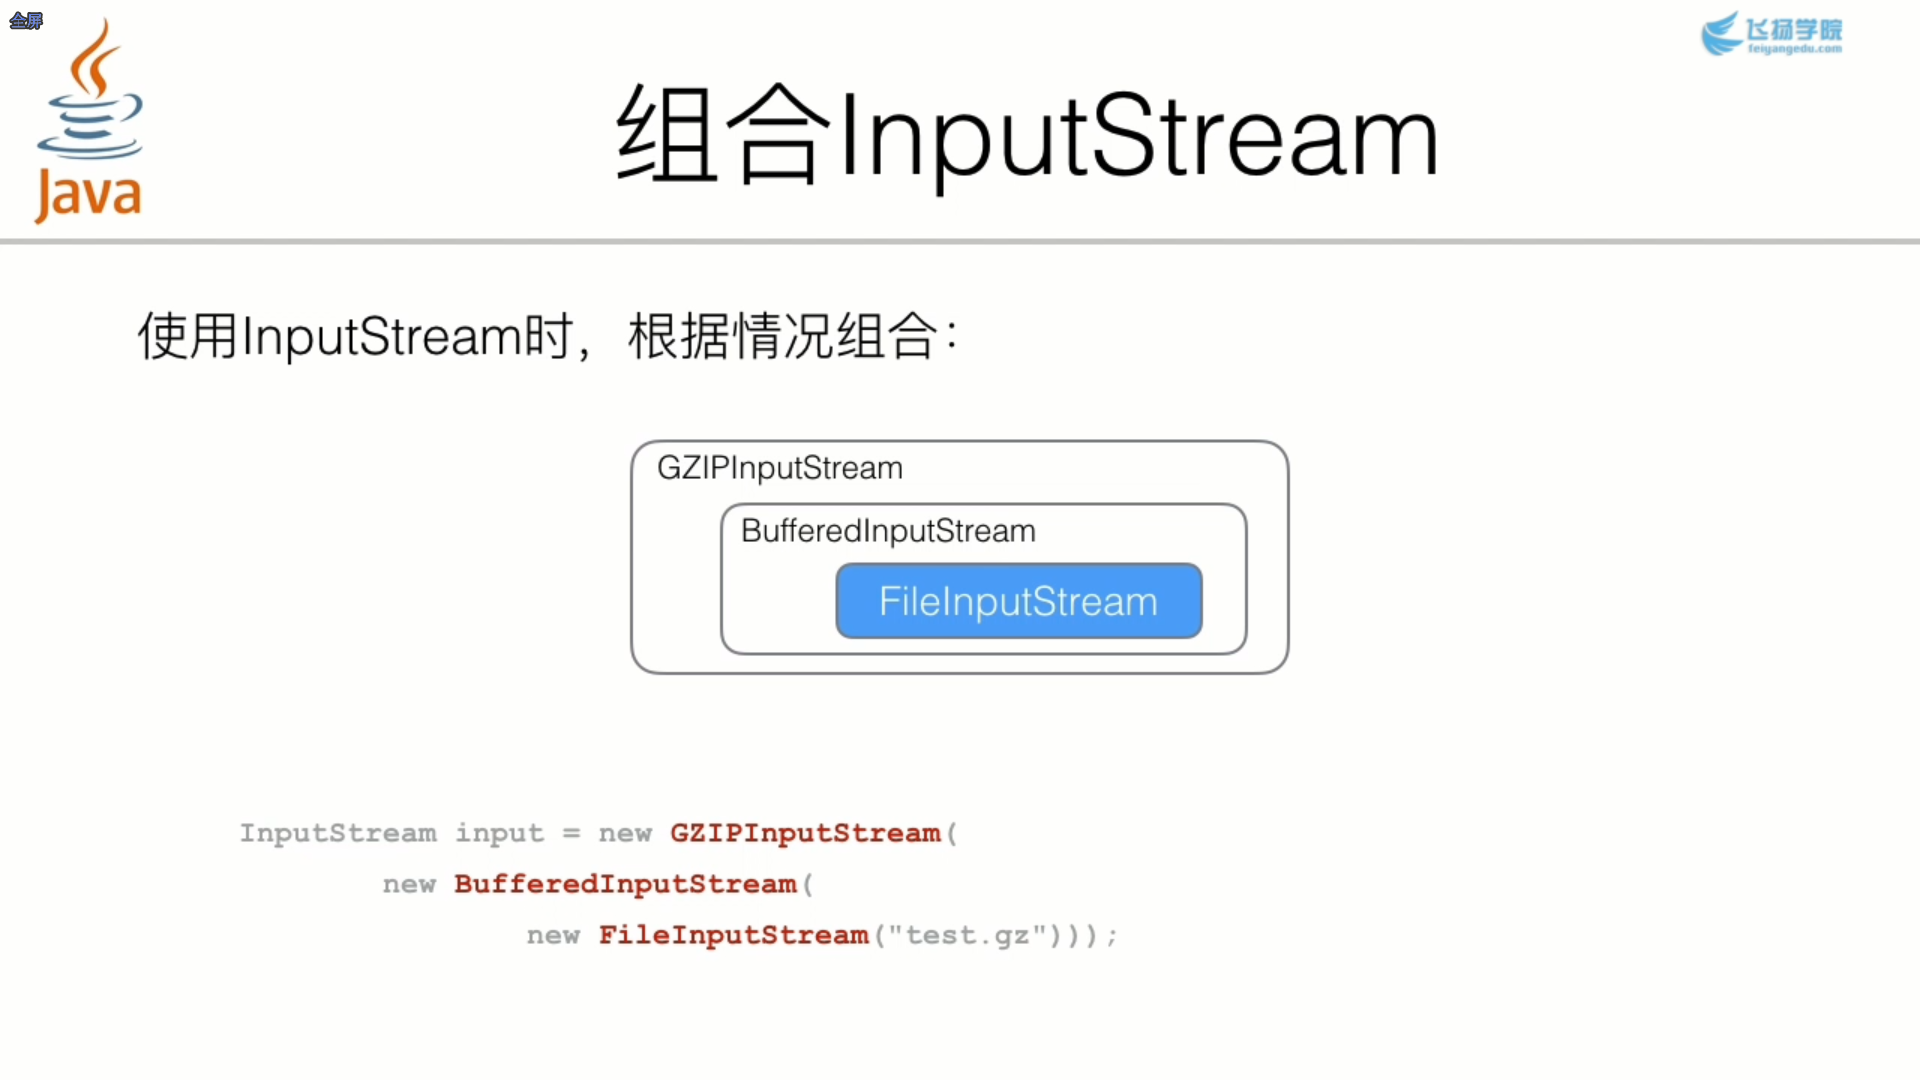 全屏
飞扬学院
feiyangedu.com
Java
组合InputStream
使用InputStream时，根据情况组合：
GZIPInputStream
BufferedInputStream
FileInputStream
InputStream input = new GZIPInputStream(
new BufferedInputStream(
new FileInputStream("test.gz")));